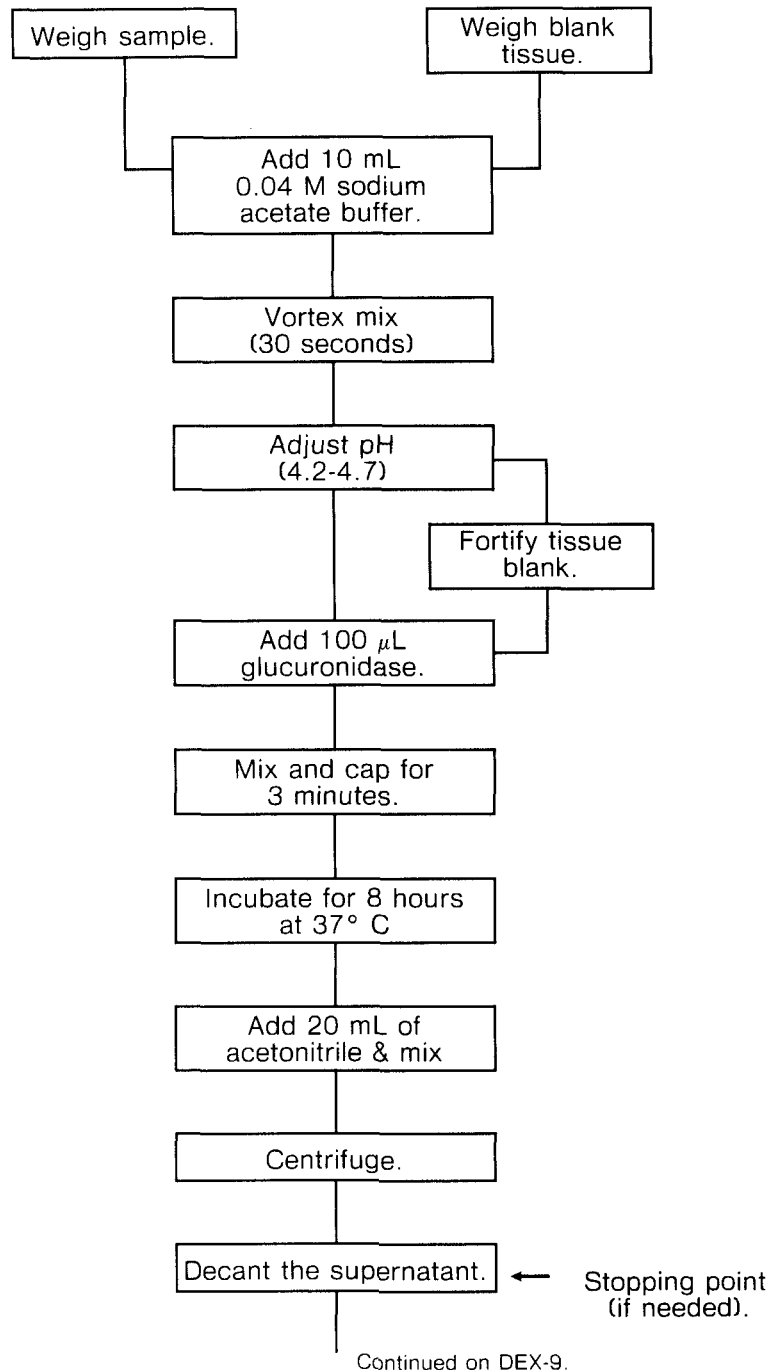 Weigh sample.
Weigh blank
tissue.
Add 10 mL
0.04 M sodium
acetate buffer.
Vortex mix
(30 seconds)
Adjust pH
(4.2-4.7)
Fortify tissue
blank.
Add 100 μL
glucuronidase.
Mix and cap for
3 minutes.
Incubate for 8 hours
at 37° C
Add 20 mL of
acetonitrile & mix
Centrifuge.
Decant the supernatant.
Stopping point
(if needed).
Continued on DEX-9.